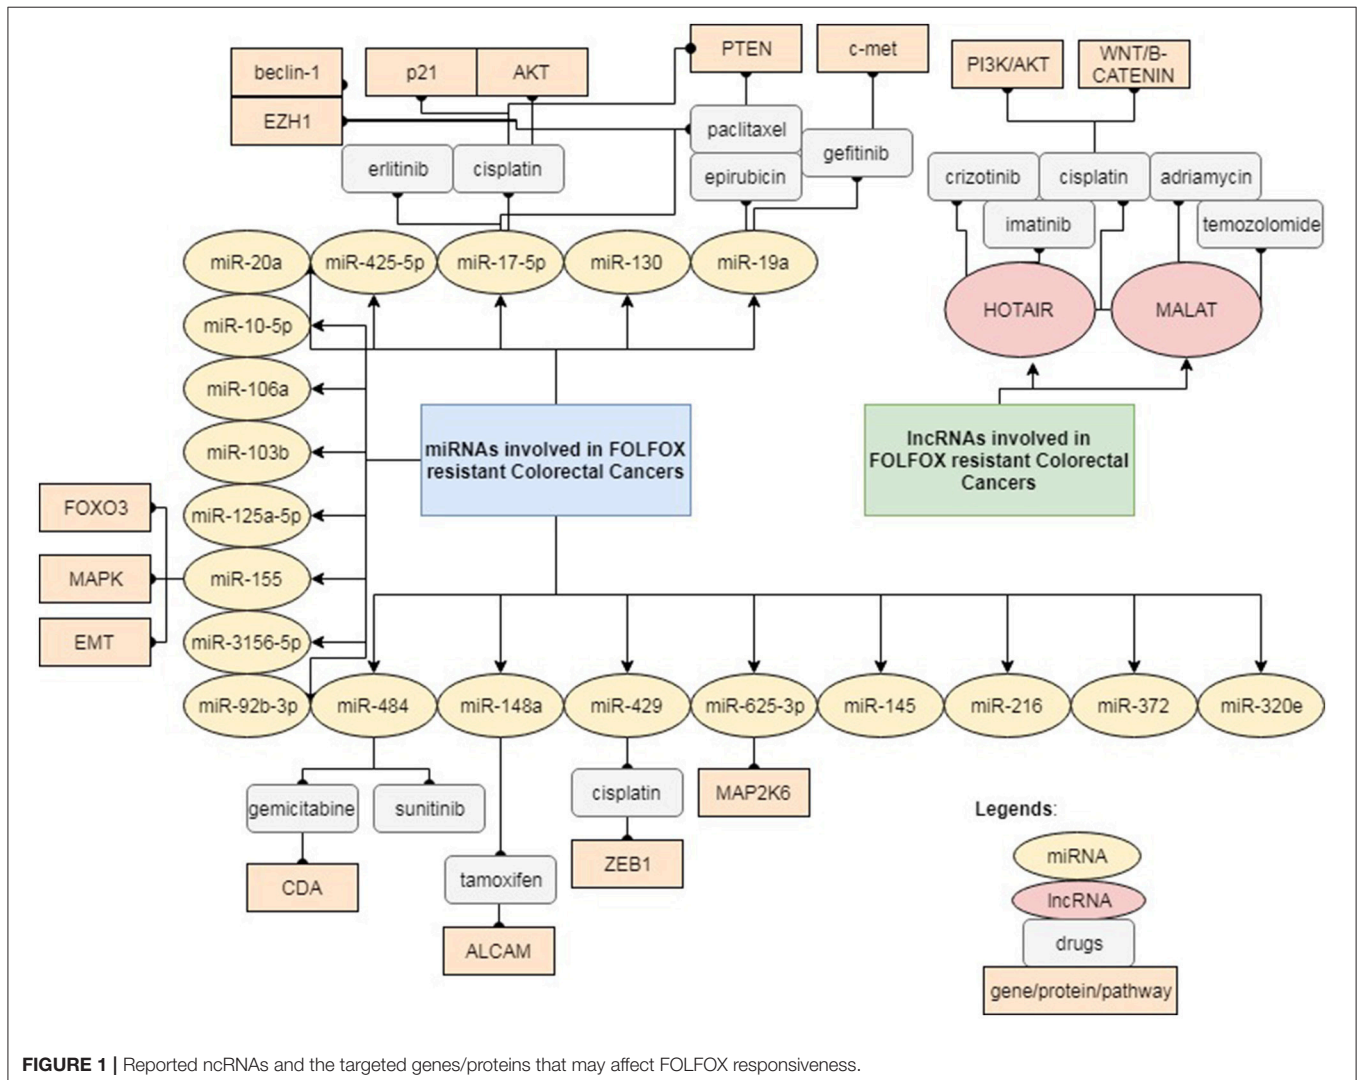 beclin-1
p21
AKT
PTEN
c-met
PI3K/AKT
WNT/B-
CATENIN
EZH1
paclitaxel
erlitinib
cisplatin
epirubicin
gefitinib
crizotinib
cisplatin
adriamycin
imatinib
temozolomide
miR-20a
miR-425-5p
miR-17-5p
miR-130
miR-19a
HOTAIR
MALAT
miR-10-5p
miR-106a
miR-103b
miR-125a-5p
miR-155
miR-3156-5p
miR-92b-3p
miRNAs involved in FOLFOX
resistant Colorectal Cancers
lncRNAs involved in
FOLFOX resistant Colorectal
Cancers
FOXO3
MAPK
EMT
miR-484
miR-148a
miR-429
miR-625-3p
miR-145
miR-216
miR-372
miR-320e
gemicitabine
sunitinib
cisplatin
MAP2K6
CDA
tamoxifen
ZEB1
ALCAM
Legends:
miRNA
lncRNA
drugs
gene/protein/pathway
FIGURE 1 | Reported ncRNAs and the targeted genes/proteins that may affect FOLFOX responsiveness.